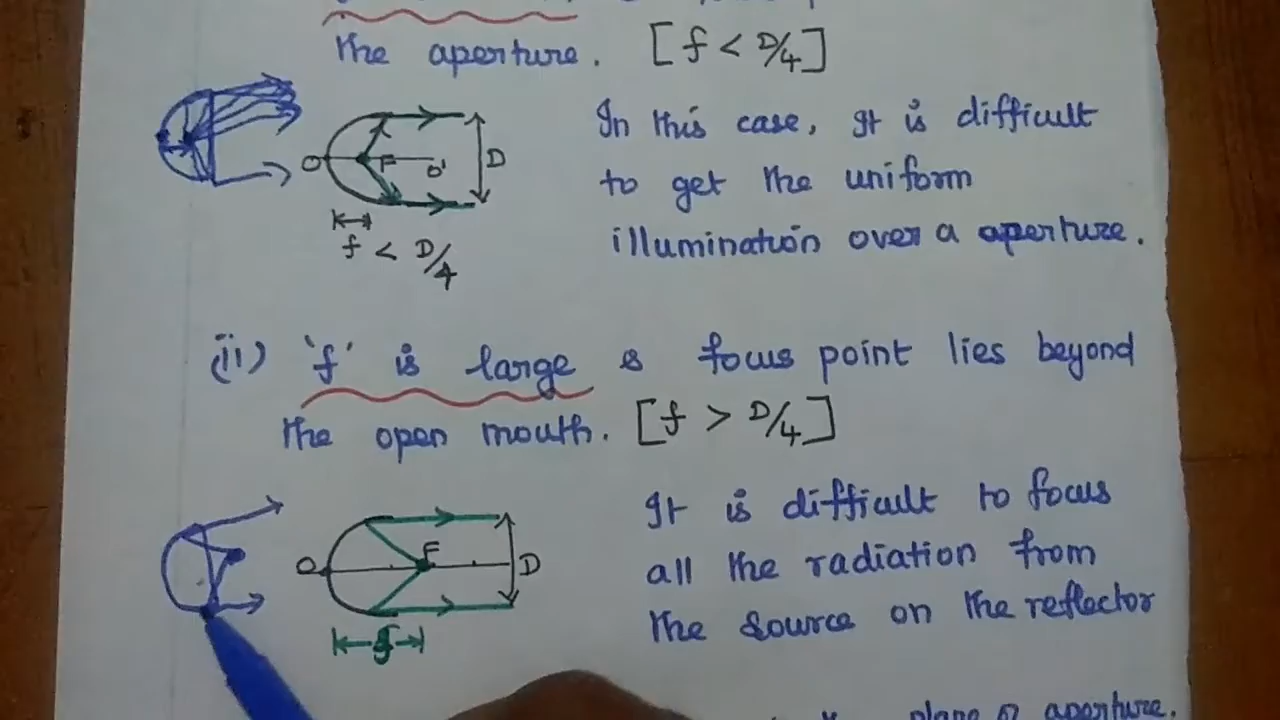 the aperture. [f < D/4]
In this case, It is difficult
to get the uniform
illumination over a aperture.
O F O' D
f < D/4
(ii) 'f' is large & focus point lies beyond
the open mouth. [f > D/4]
It is difficult to focus
all the radiation from
the source on the reflector
O F D
f
plane of aperture.